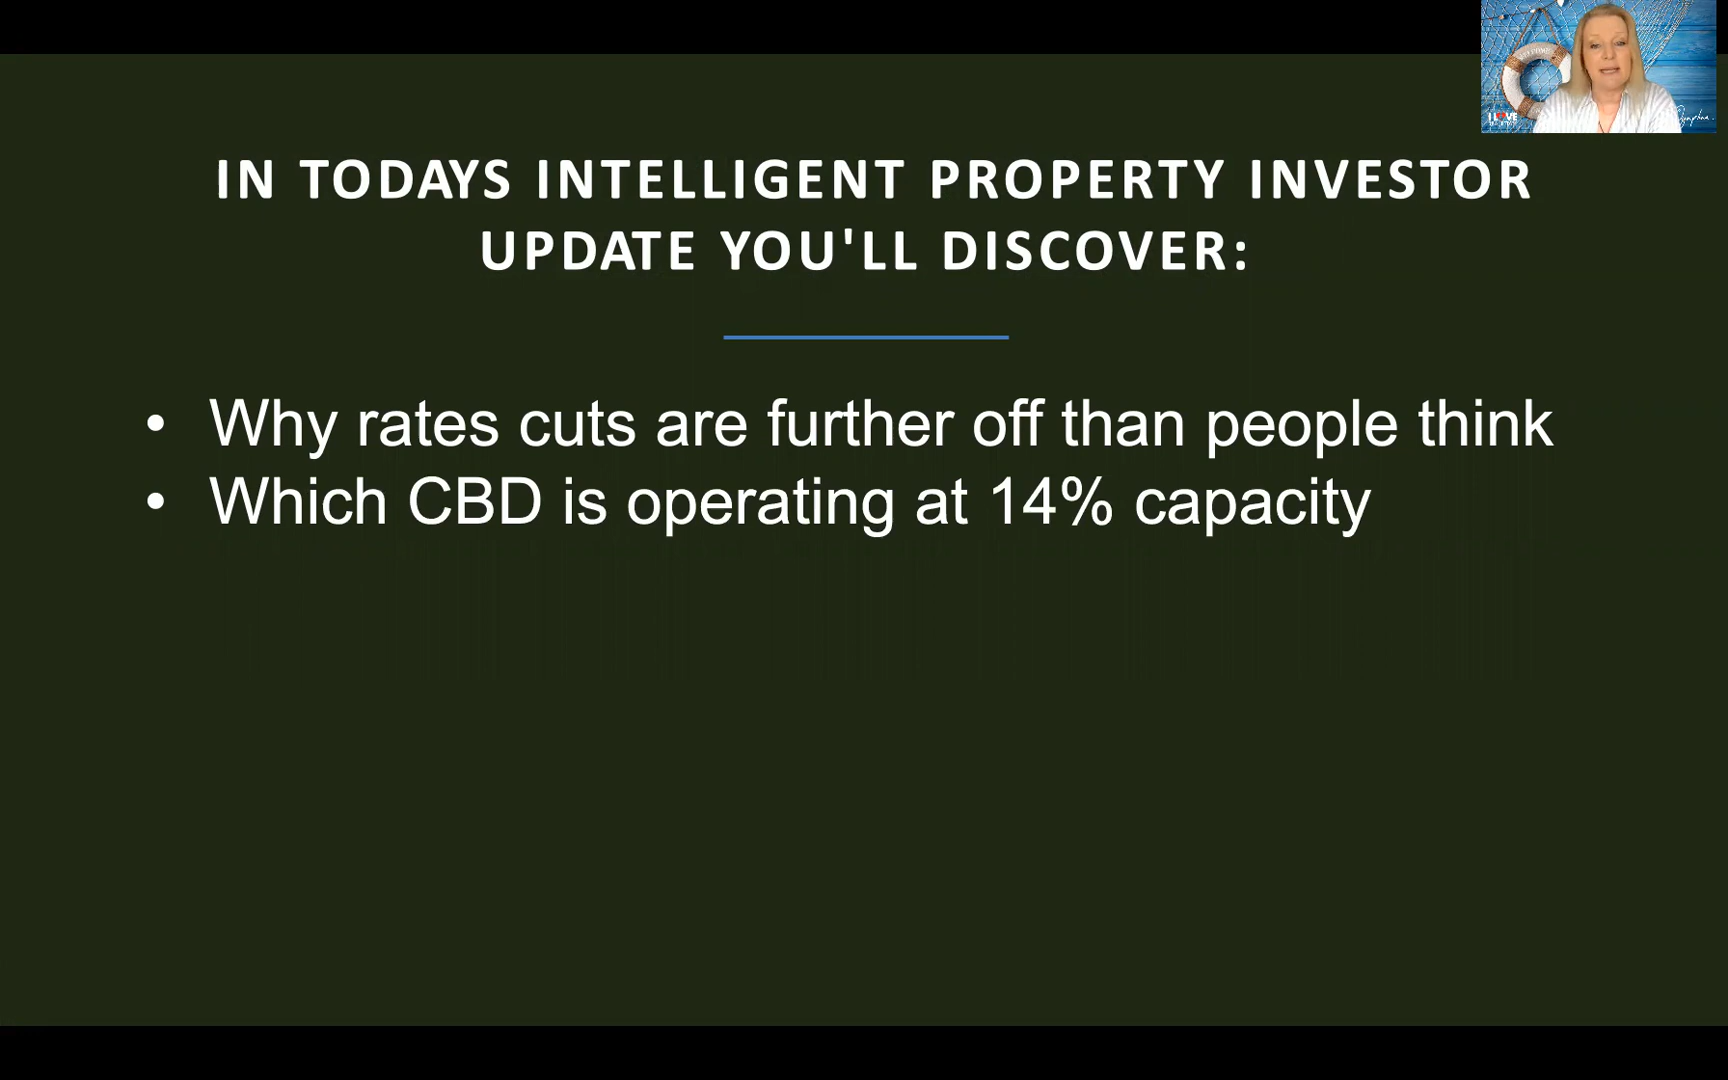 IN TODAYS INTELLIGENT PROPERTY INVESTOR
UPDATE YOU'LL DISCOVER:
• Why rates cuts are further off than people think
• Which CBD is operating at 14% capacity
I LOVE